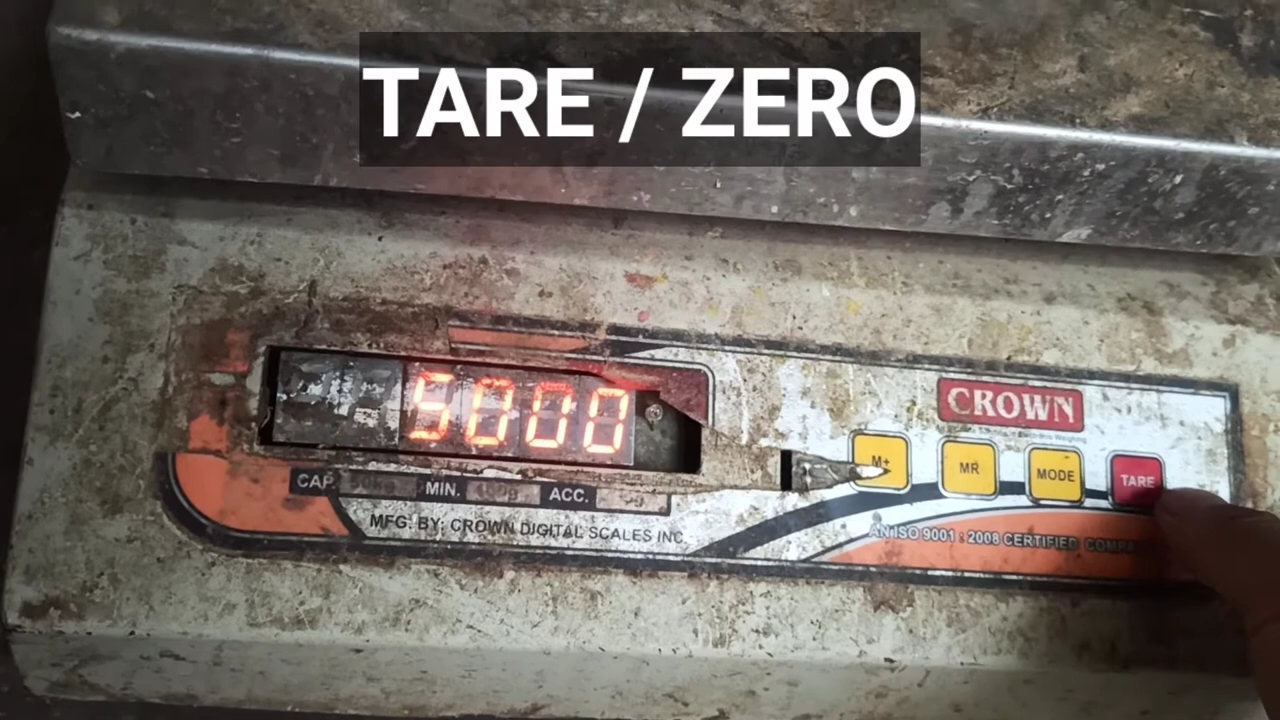 TARE / ZERO
5000
CROWN
M+
MR
MODE
TARE
CAP.
MIN.
ACC.
MFG. BY: CROWN DIGITAL SCALES INC.
AN ISO 9001 : 2008 CERTIFIED